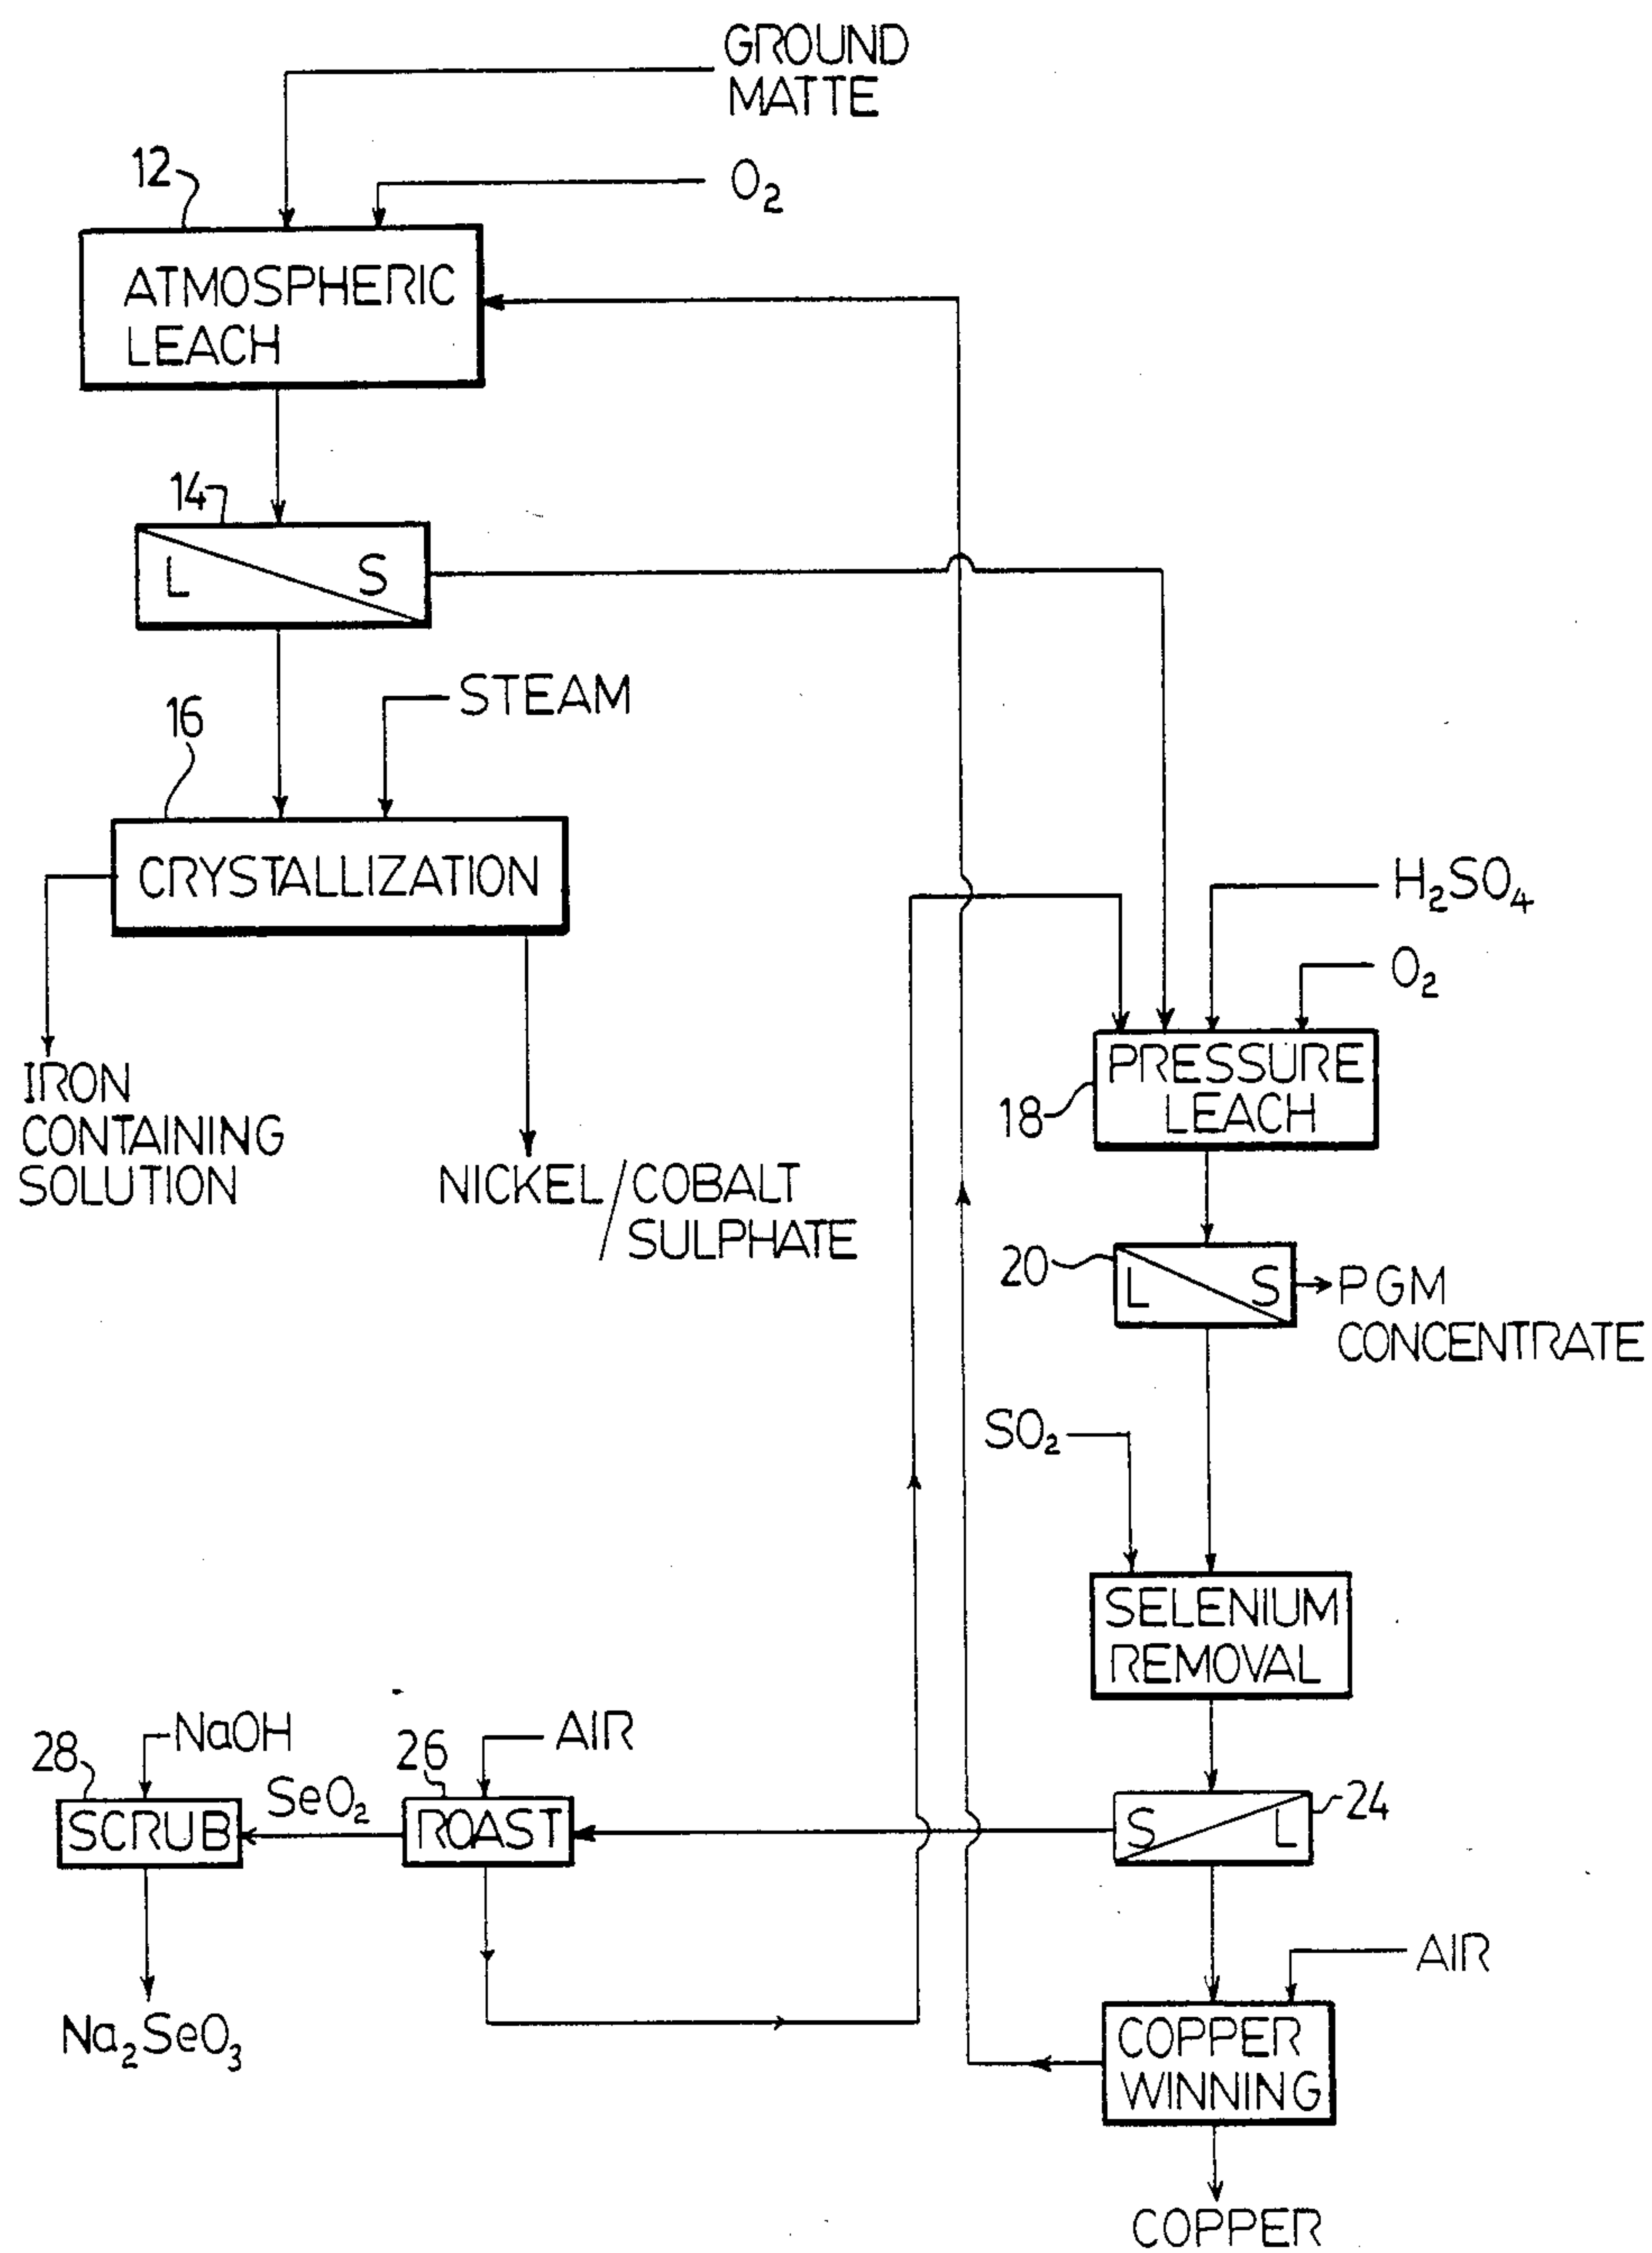 GROUND
MATTE
O₂
12
ATMOSPHERIC
LEACH
14
L S
STEAM
16
CRYSTALLIZATION
H₂SO₄
O₂
IRON
CONTAINING
SOLUTION
NICKEL/COBALT
SULPHATE
PRESSURE
LEACH
18
20
L S
PGM
CONCENTRATE
SO₂
SELENIUM
REMOVAL
NaOH
28
SCRUB
SeO₂
26
AIR
ROAST
S L
24
Na₂SeO₃
AIR
COPPER
WINNING
COPPER